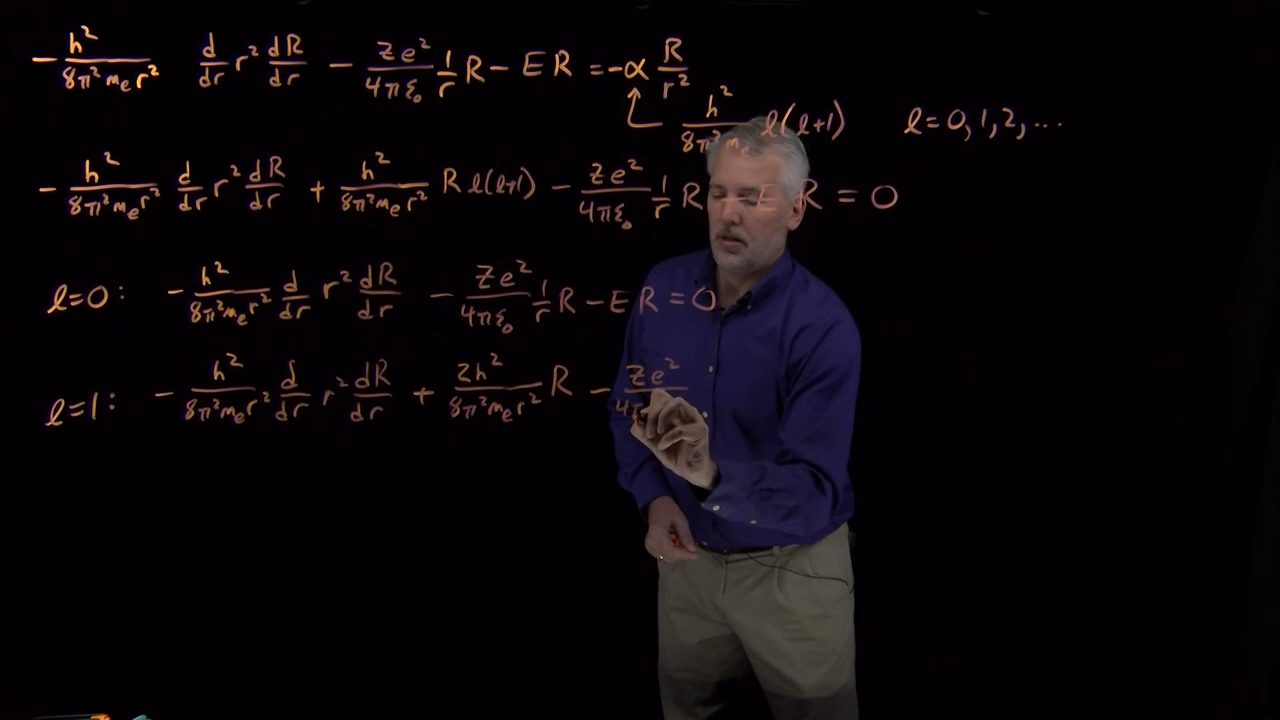 - h² / 8π²mₑr² d/dr r² dR/dr - Ze² / 4πε₀ 1/r R - ER = -α R/r²
h² / 8π²mₑ l(l+1) l=0,1,2,...
- h² / 8π²mₑr² d/dr r² dR/dr + h² / 8π²mₑr² R l(l+1) - Ze² / 4πε₀ 1/r R - ER = 0
l=0: - h² / 8π²mₑr² d/dr r² dR/dr - Ze² / 4πε₀ 1/r R - ER = 0
l=1: - h² / 8π²mₑr² d/dr r² dR/dr + 2h² / 8π²mₑr² R - Ze² / 4π